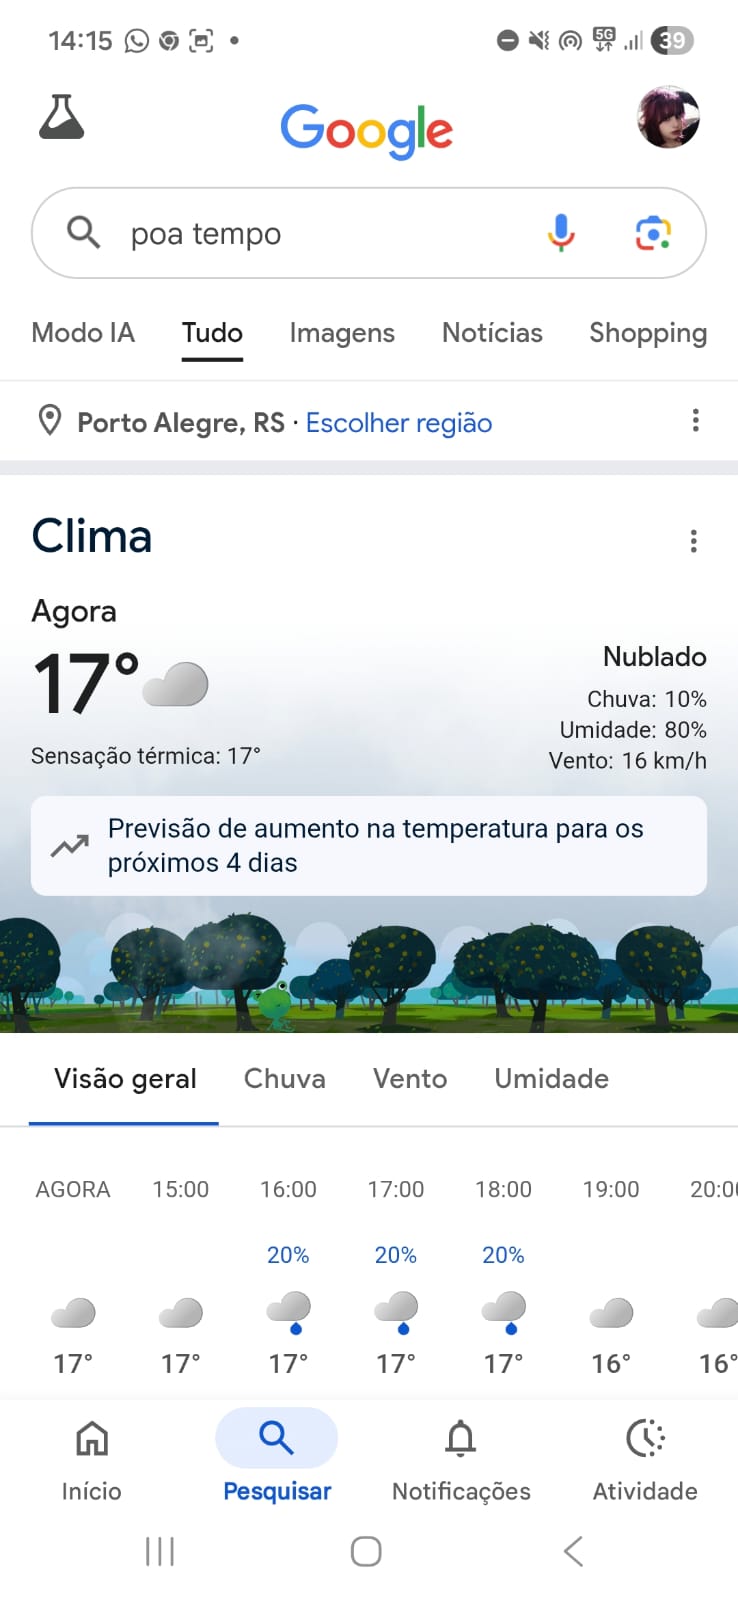 14:15
5G
39
Google
poa tempo
Modo IA Tudo Imagens Notícias Shopping
Porto Alegre, RS · Escolher região
Clima
Agora
17°
Nublado
Chuva: 10%
Umidade: 80%
Vento: 16 km/h
Sensação térmica: 17°
Previsão de aumento na temperatura para os
próximos 4 dias
Visão geral Chuva Vento Umidade
AGORA 15:00 16:00 17:00 18:00 19:00 20:00
20% 20% 20%
17° 17° 17° 17° 17° 16° 16°
Início Pesquisar Notificações Atividade